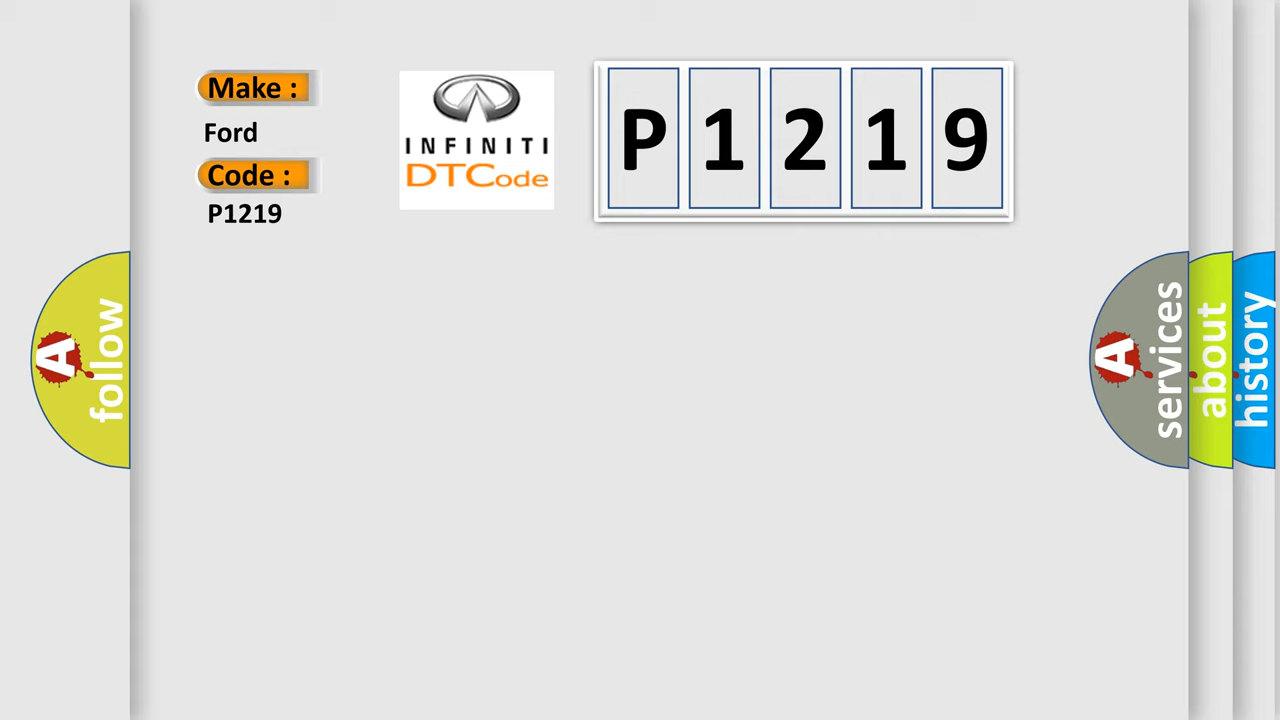 Make :
Ford
Code :
P1219
INFINITI
DTCode
P 1 2 1 9
A follow
A services
about
history